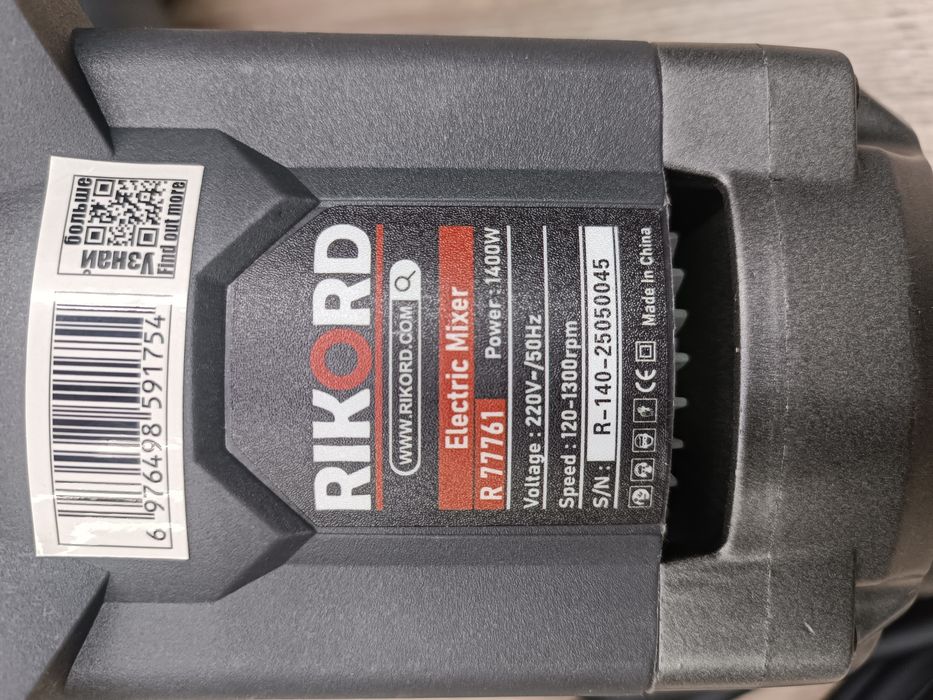 Узнай
больше
Find out more
6 976498 591754
RIKORD
WWW.RIKORD.COM
Electric Mixer
R 77761 Power : 1400W
Voltage : 220V~/50Hz
Speed : 120-1300rpm
S/N : R-140-25050045
CE Made In China